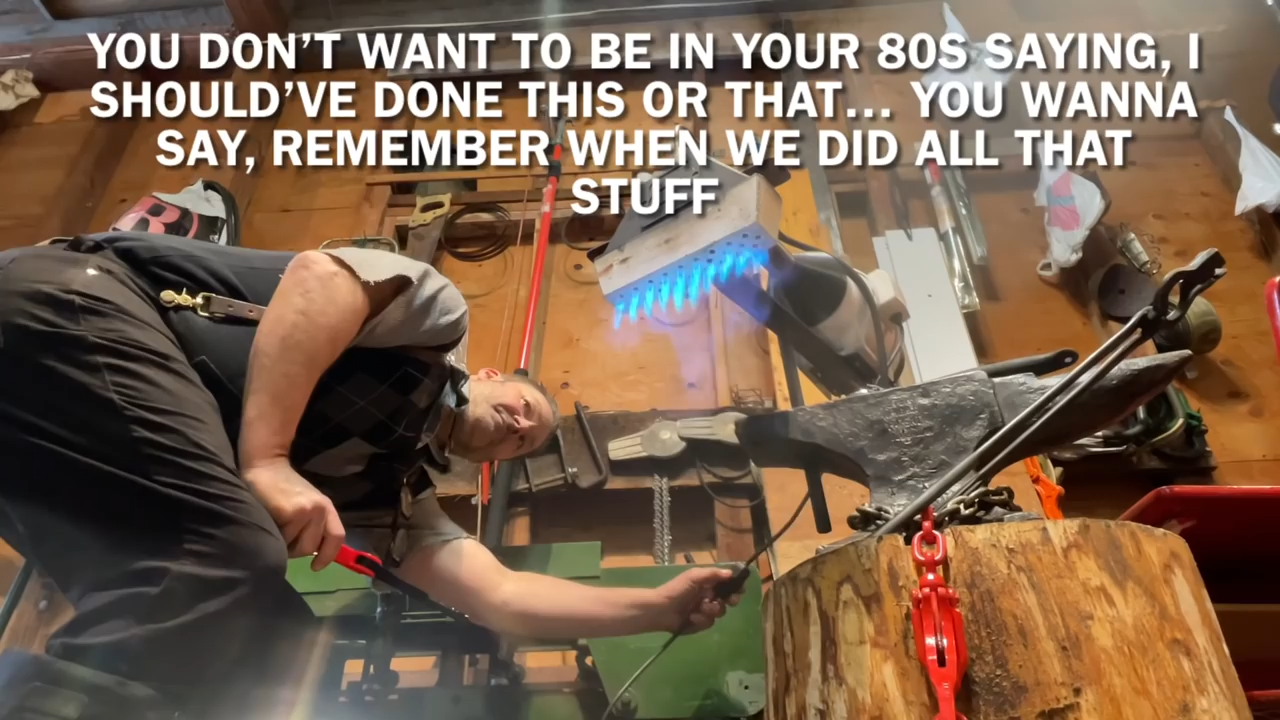 YOU DON’T WANT TO BE IN YOUR 80S SAYING, I
SHOULD’VE DONE THIS OR THAT... YOU WANNA
SAY, REMEMBER WHEN WE DID ALL THAT
STUFF